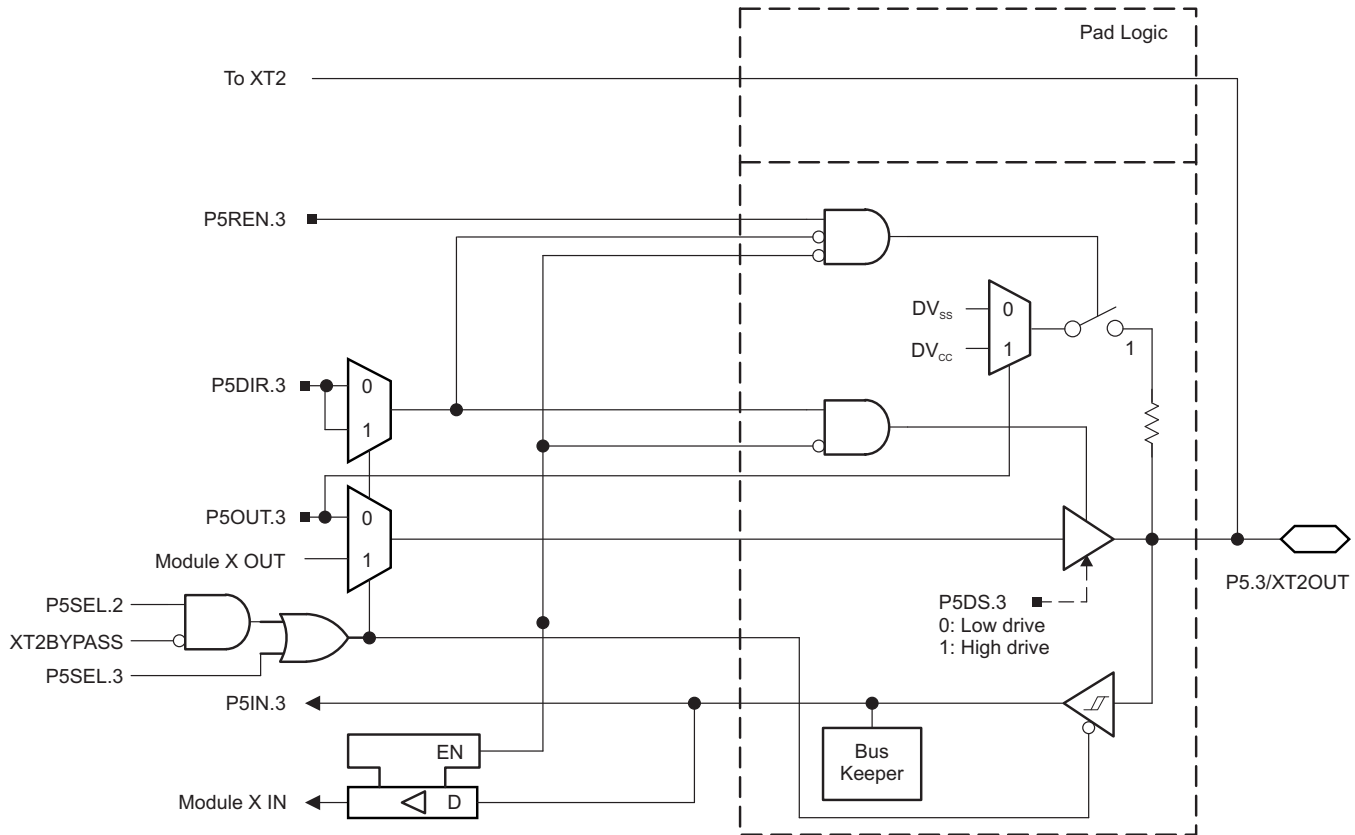 Pad Logic
To XT2
P5REN.3
DVSS
0
DVCC
1
1
P5DIR.3
0
1
P5OUT.3
0
Module X OUT
1
P5.3/XT2OUT
P5SEL.2
XT2BYPASS
P5SEL.3
P5DS.3
0: Low drive
1: High drive
P5IN.3
EN
Bus
Keeper
Module X IN
D